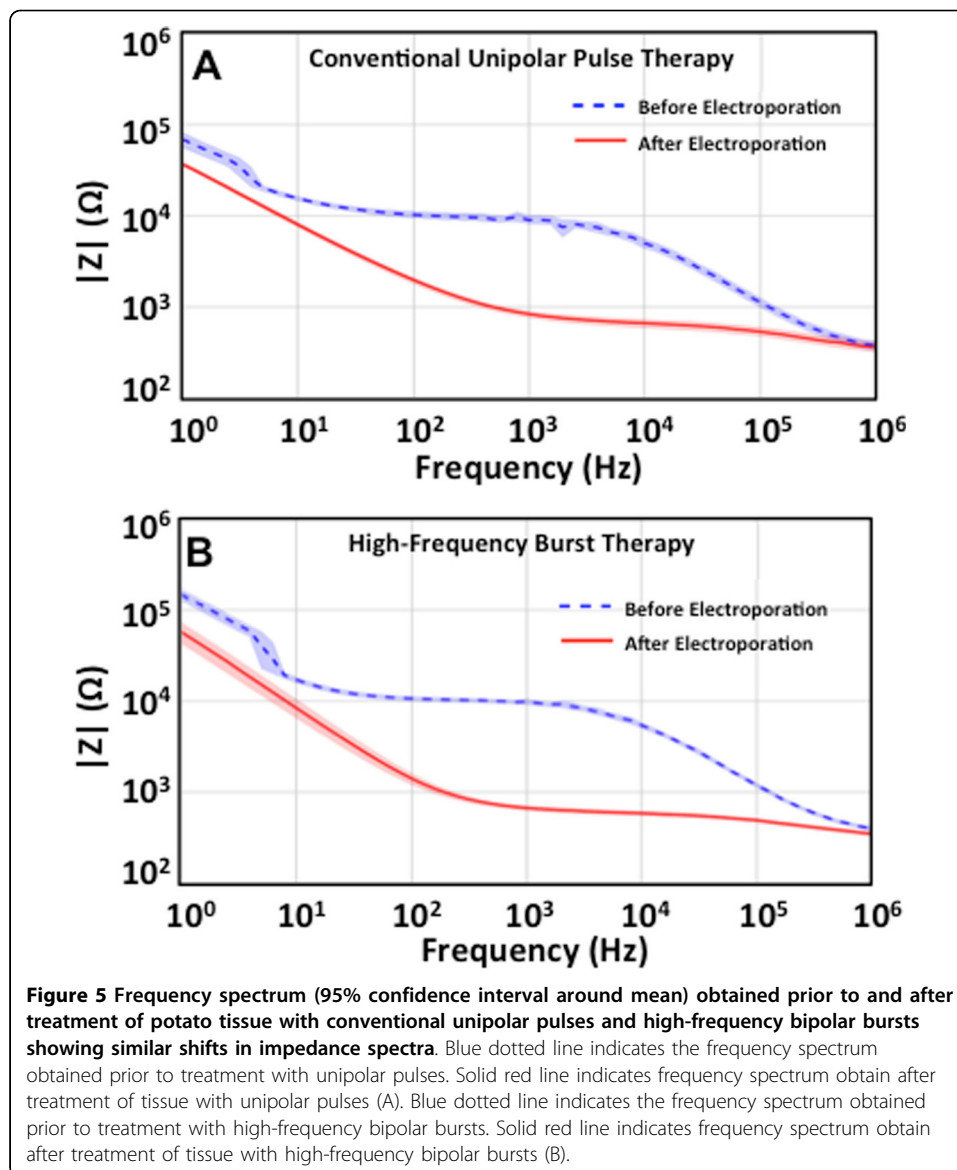 A
Conventional Unipolar Pulse Therapy
Before Electroporation
After Electroporation
|Z| (Ω)
10⁶
10⁵
10⁴
10³
10²
10⁰ 10¹ 10² 10³ 10⁴ 10⁵ 10⁶
Frequency (Hz)
B
High-Frequency Burst Therapy
Before Electroporation
After Electroporation
|Z| (Ω)
10⁶
10⁵
10⁴
10³
10²
10⁰ 10¹ 10² 10³ 10⁴ 10⁵ 10⁶
Frequency (Hz)
Figure 5 Frequency spectrum (95% confidence interval around mean) obtained prior to and after
treatment of potato tissue with conventional unipolar pulses and high-frequency bipolar bursts
showing similar shifts in impedance spectra. Blue dotted line indicates the frequency spectrum
obtained prior to treatment with unipolar pulses. Solid red line indicates frequency spectrum obtain after
treatment of tissue with unipolar pulses (A). Blue dotted line indicates the frequency spectrum obtained
prior to treatment with high-frequency bipolar bursts. Solid red line indicates frequency spectrum obtain
after treatment of tissue with high-frequency bipolar bursts (B).